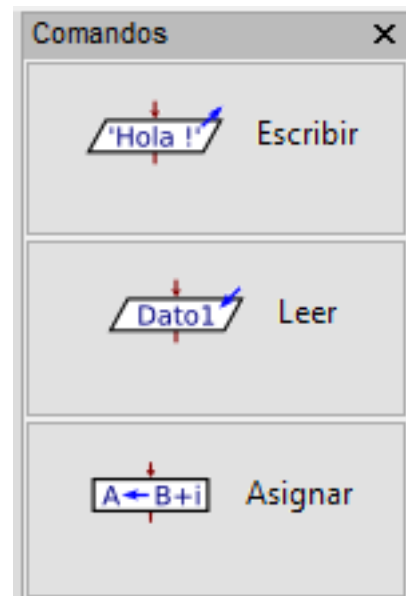 Comandos X
'Hola !' Escribir
Dato1 Leer
A←B+i Asignar